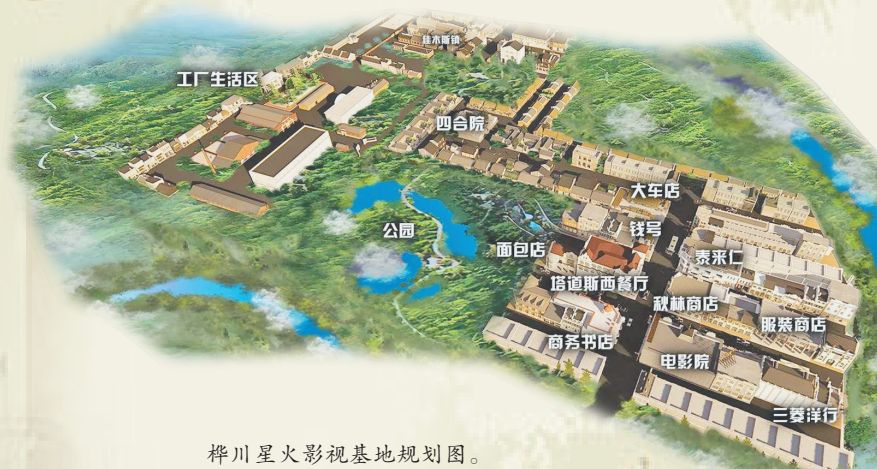 佳木斯镇
工厂生活区
四合院
大车店
公园
钱号
面包店
泰来仁
塔道斯西餐厅
秋林商店
服装商店
商务书店
电影院
三菱洋行
桦川星火影视基地规划图。